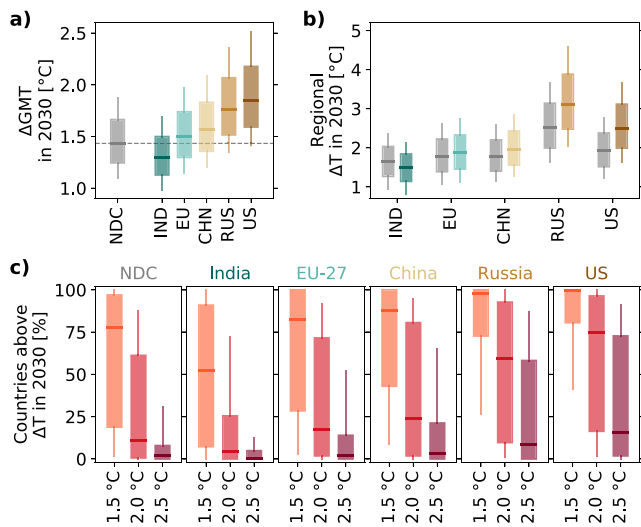 a)
ΔGMT
in 2030 [°C]
2.5
2.0
1.5
1.0
NDC
IND
EU
CHN
RUS
US
b)
Regional
ΔT in 2030 [°C]
5
4
3
2
1
IND
EU
CHN
RUS
US
c)
NDC
India
EU-27
China
Russia
US
Countries above
ΔT in 2030 [%]
100
75
50
25
0
1.5 °C
2.0 °C
2.5 °C
1.5 °C
2.0 °C
2.5 °C
1.5 °C
2.0 °C
2.5 °C
1.5 °C
2.0 °C
2.5 °C
1.5 °C
2.0 °C
2.5 °C
1.5 °C
2.0 °C
2.5 °C